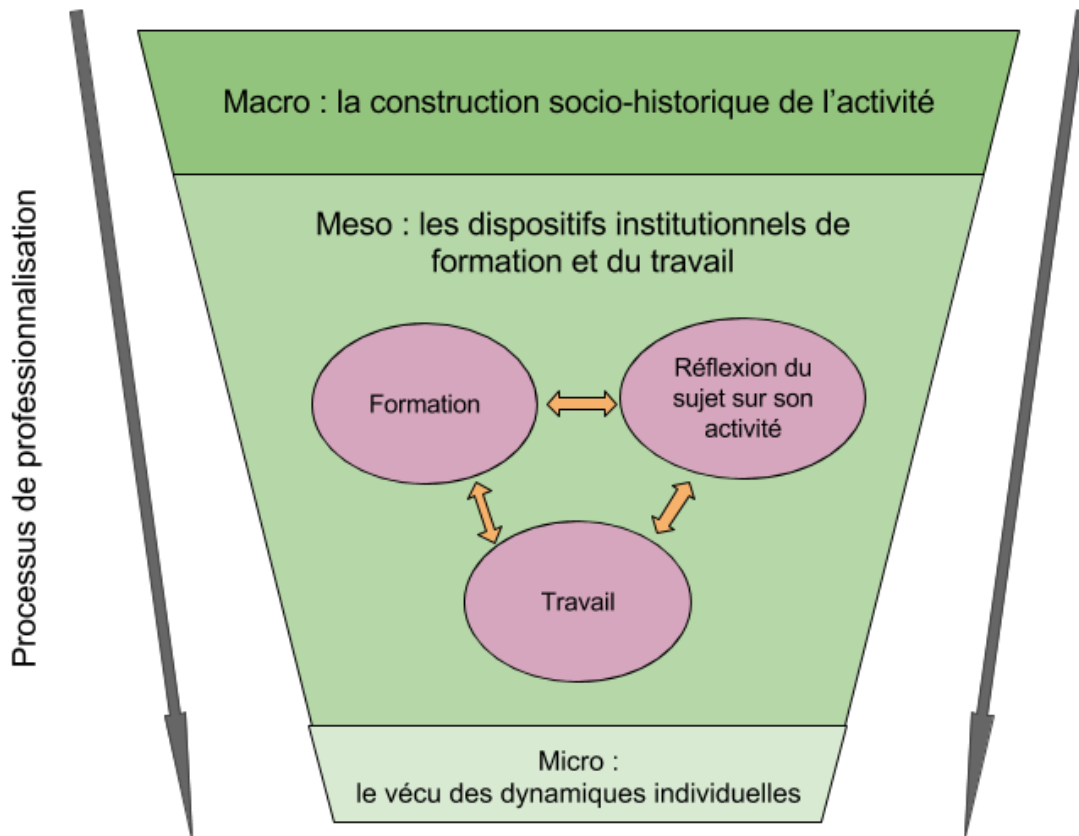 Macro : la construction socio-historique de l'activité
Meso : les dispositifs institutionnels de
formation et du travail
Formation
Réflexion du
sujet sur son
activité
Travail
Micro :
le vécu des dynamiques individuelles
Processus de professionnalisation